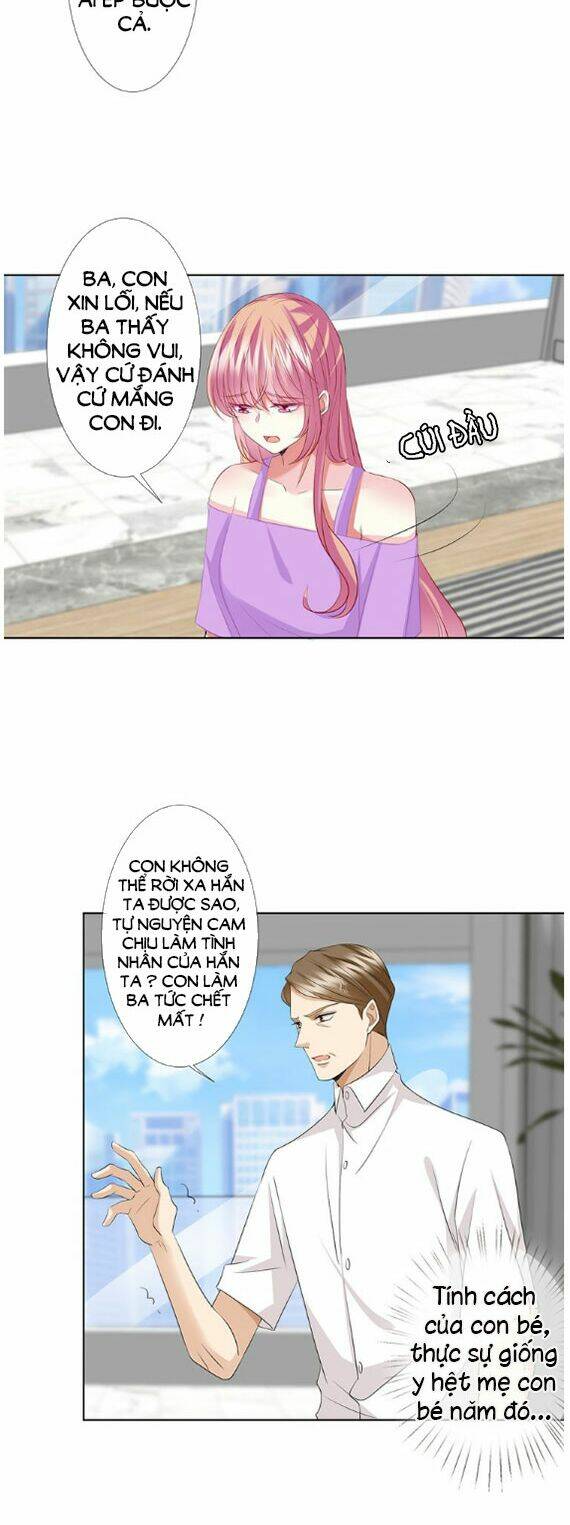 ÁI ÉP BUỘC
CẢ.
BA, CON
XIN LỖI, NẾU
BA THẤY
KHÔNG VUI,
VẬY CỨ ĐÁNH
CỨ MẮNG
CON ĐI.
CÚI ĐẦU
CON KHÔNG
THỂ RỜI XA HẮN
TA ĐƯỢC SAO,
TỰ NGUYỆN CAM
CHỊU LÀM TÌNH
NHÂN CỦA HẮN
TA ? CON LÀM
BA TỨC CHẾT
MẤT !
Tính cách
của con bé,
thực sự giống
y hệt mẹ con
bé năm đó...